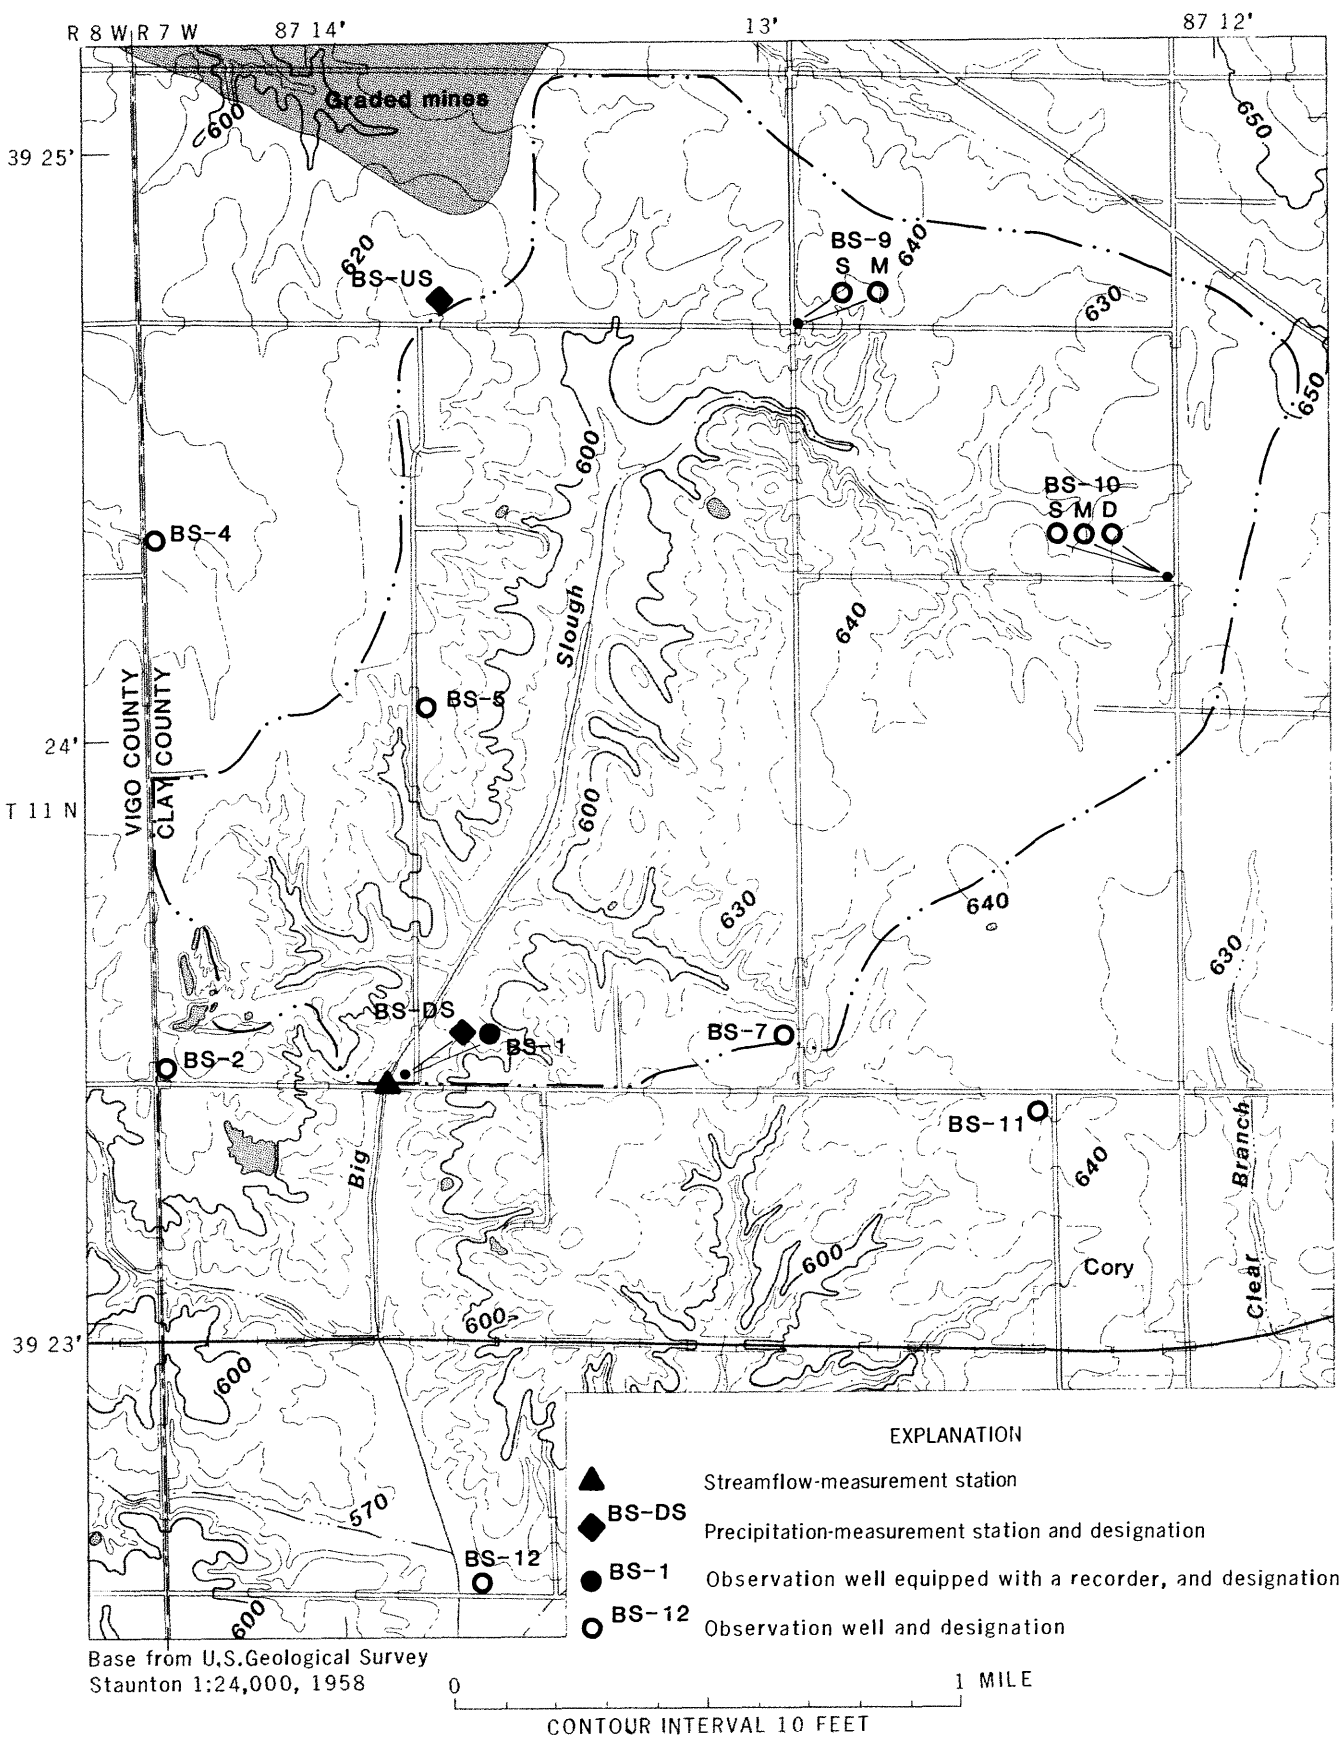 R 8 W R 7 W 87 14' 13' 87 12'
Graded mines
600
650
39 25'
620
BS-US
BS-9
S M
640
630
650
600
BS-10
S M D
BS-4
Slough
640
VIGO COUNTY
CLAY COUNTY
BS-5
24'
T 11 N
600
630
640
630
BS-DS
BS-1
BS-7
BS-2
BS-11
Big
640
Branch
Clear
600
Cory
600
39 23'
600
570
BS-12
600
EXPLANATION
Streamflow-measurement station
BS-DS
Precipitation-measurement station and designation
BS-1
Observation well equipped with a recorder, and designation
BS-12
Observation well and designation
Base from U.S.Geological Survey
Staunton 1:24,000, 1958
0 1 MILE
CONTOUR INTERVAL 10 FEET